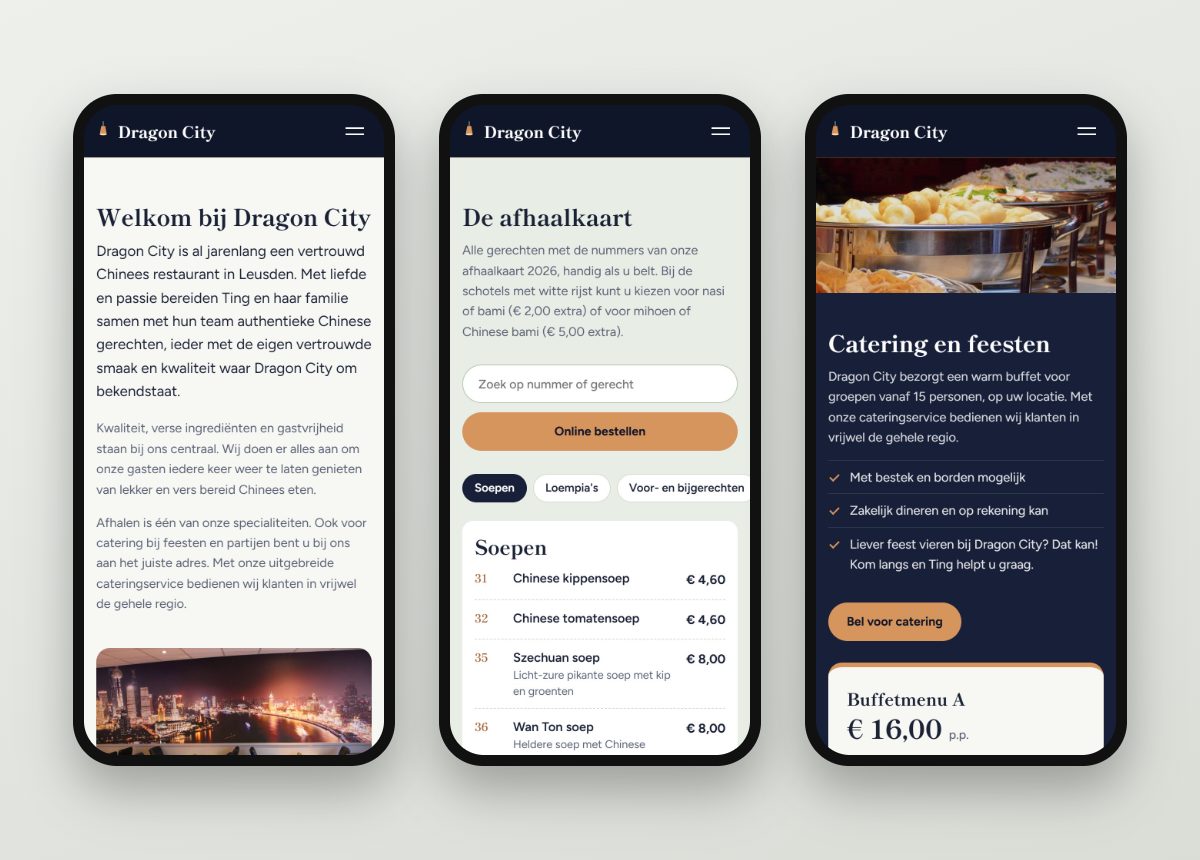 Dragon City
Welkom bij Dragon City
Dragon City is al jarenlang een vertrouwd
Chinees restaurant in Leusden. Met liefde
en passie bereiden Ting en haar familie
samen met hun team authentieke Chinese
gerechten, ieder met de eigen vertrouwde
smaak en kwaliteit waar Dragon City om
bekendstaat.
Kwaliteit, verse ingrediënten en gastvrijheid
staan bij ons centraal. Wij doen er alles aan om
onze gasten iedere keer weer te laten genieten
van lekker en vers bereid Chinees eten.
Afhalen is één van onze specialiteiten. Ook voor
catering bij feesten en partijen bent u bij ons
aan het juiste adres. Met onze uitgebreide
cateringservice bedienen wij klanten in vrijwel
de gehele regio.
Dragon City
De afhaalkaart
Alle gerechten met de nummers van onze
afhaalkaart 2026, handig als u belt. Bij de
schotels met witte rijst kunt u kiezen voor nasi
of bami (€ 2,00 extra) of voor mihoen of
Chinese bami (€ 5,00 extra).
Zoek op nummer of gerecht
Online bestellen
Soepen Loempia's Voor- en bijgerechten
Soepen
31 Chinese kippensoep € 4,60
32 Chinese tomatensoep € 4,60
35 Szechuan soep € 8,00
Licht-zure pikante soep met kip
en groenten
36 Wan Ton soep € 8,00
Heldere soep met Chinese
Dragon City
Catering en feesten
Dragon City bezorgt een warm buffet voor
groepen vanaf 15 personen, op uw locatie. Met
onze cateringservice bedienen wij klanten in
vrijwel de gehele regio.
Met bestek en borden mogelijk
Zakelijk dineren en op rekening kan
Liever feest vieren bij Dragon City? Dat kan!
Kom langs en Ting helpt u graag.
Bel voor catering
Buffetmenu A
€ 16,00 p.p.